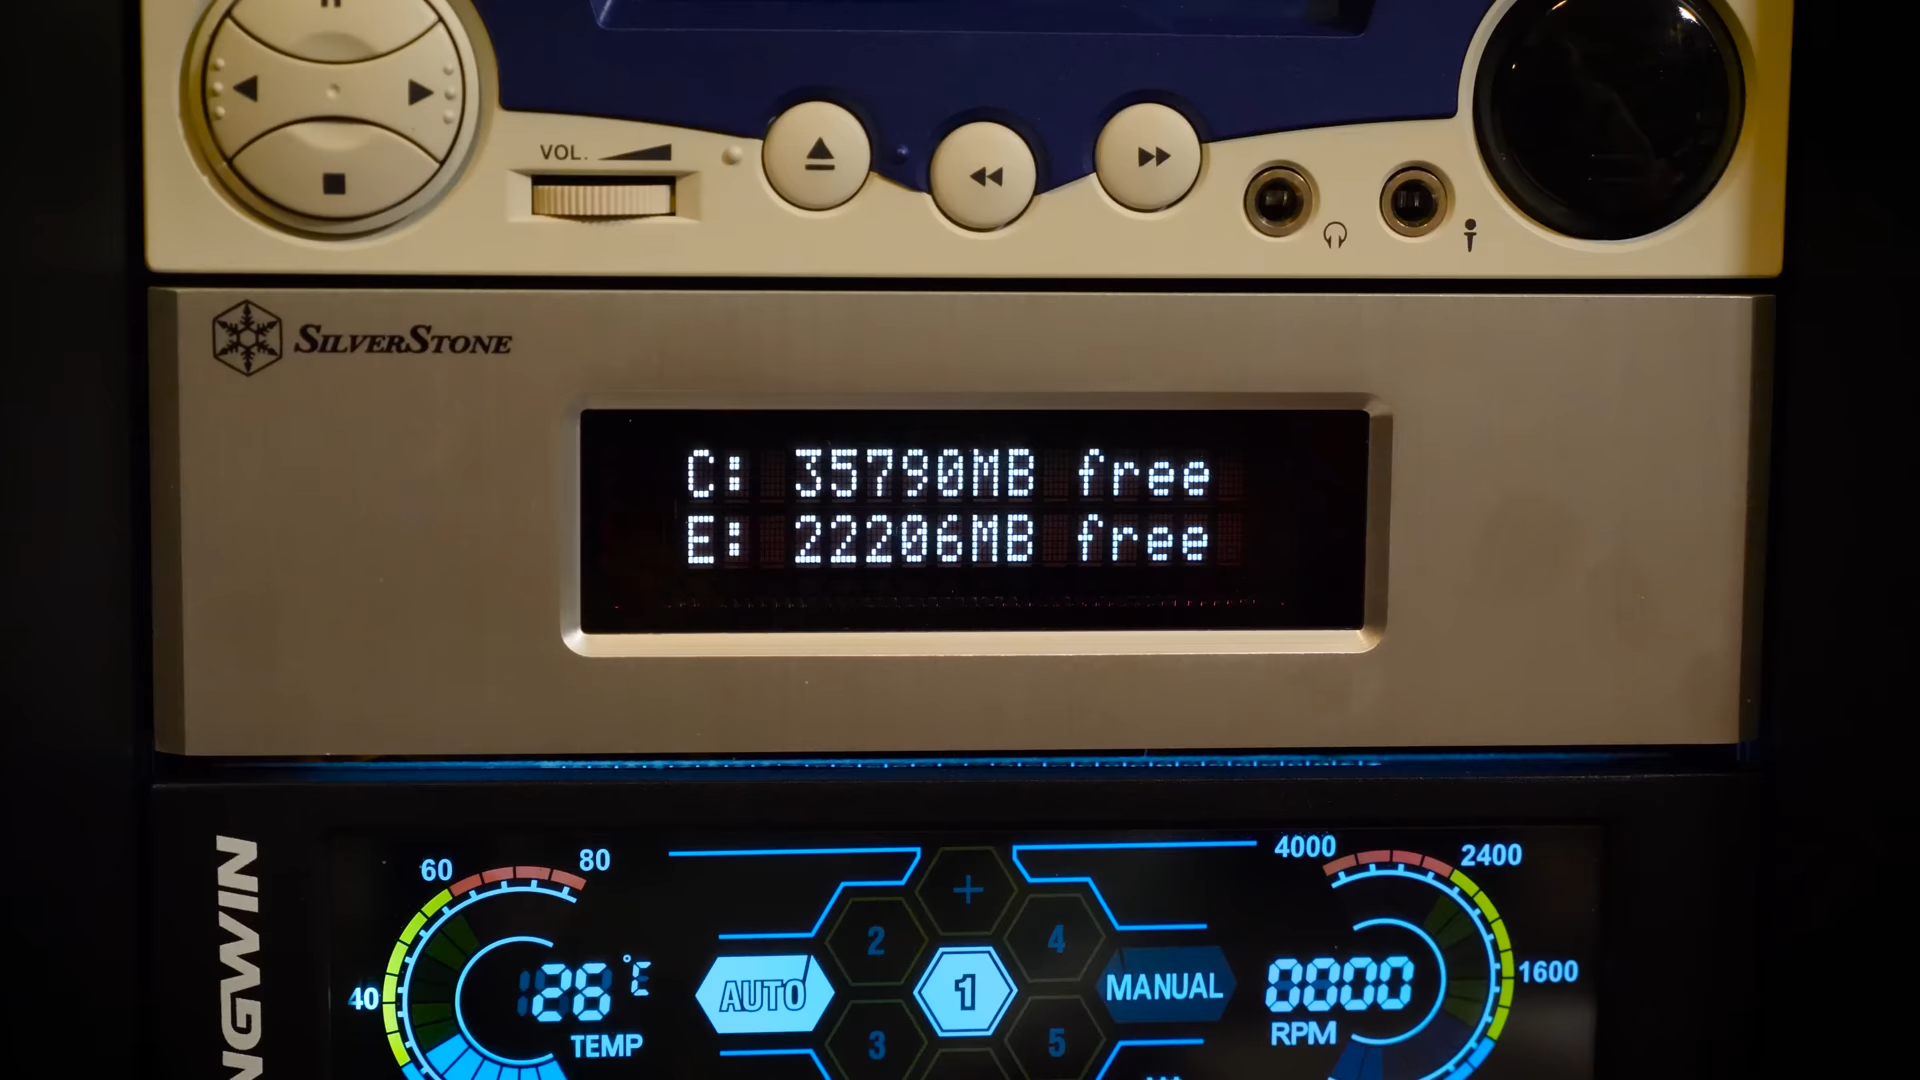 VOL.
SILVERSTONE
C: 35790MB free
E: 22206MB free
NGWIN
60
80
40
26 °C
TEMP
AUTO
+
2
4
1
3
5
MANUAL
4000
2400
1600
0000
RPM